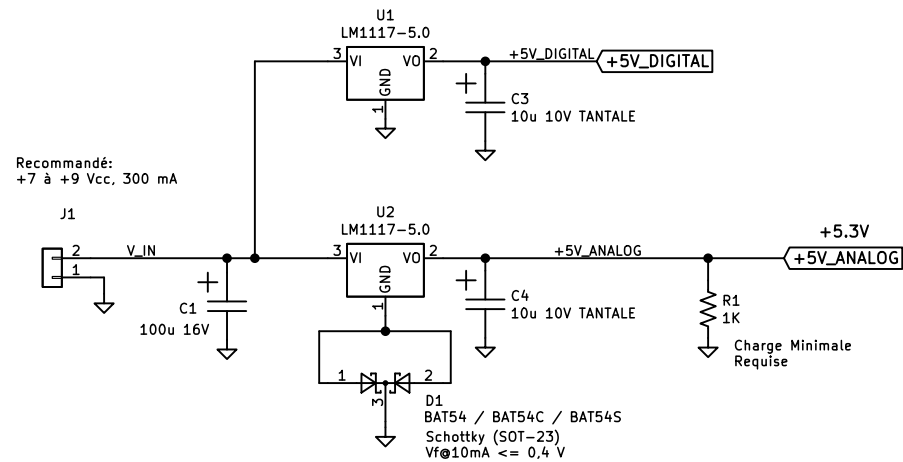 U1
LM1117-5.0
3 VI VO 2
GND
1
+5V_DIGITAL
+5V_DIGITAL
C3
10u 10V TANTALE
Recommandé:
+7 à +9 Vcc, 300 mA
J1
2
1
V_IN
C1
100u 16V
U2
LM1117-5.0
3 VI VO 2
GND
1
+5V_ANALOG
+5.3V
+5V_ANALOG
C4
10u 10V TANTALE
R1
1K
Charge Minimale
Requise
1 2
3
D1
BAT54 / BAT54C / BAT54S
Schottky (SOT-23)
Vf@10mA <= 0,4 V